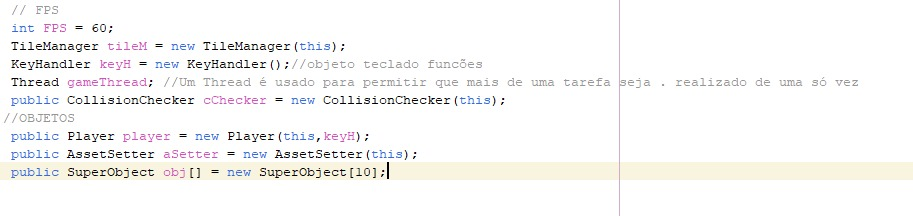 // FPS
int FPS = 60;
TileManager tileM = new TileManager(this);
KeyHandler keyH = new KeyHandler();//objeto teclado funcões
Thread gameThread; //Um Thread é usado para permitir que mais de uma tarefa seja . realizado de uma só vez
public CollisionChecker cChecker = new CollisionChecker(this);
//OBJETOS
public Player player = new Player(this,keyH);
public AssetSetter aSetter = new AssetSetter(this);
public SuperObject obj[] = new SuperObject[10];